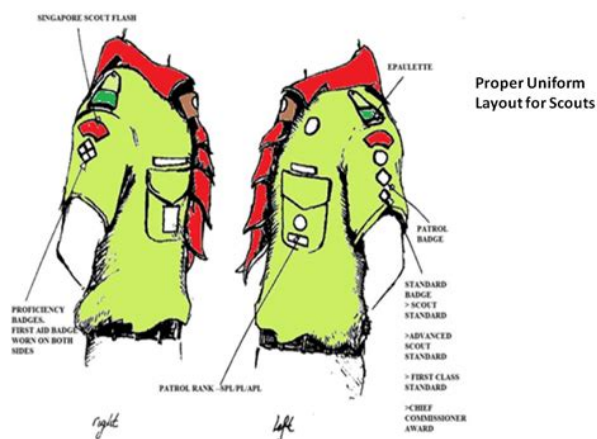 SINGAPORE SCOUT FLASH
EPAULETTE
Proper Uniform
Layout for Scouts
PATROL
BADGE
PROFICIENCY
BADGES,
FIRST AID BADGE
WORN ON BOTH
SIDES
STANDARD
BADGE
> SCOUT
STANDARD
>ADVANCED
SCOUT
STANDARD
> FIRST CLASS
STANDARD
>CHIEF
COMMISSIONER
AWARD
PATROL RANK -SPL/PL/APL
right
left